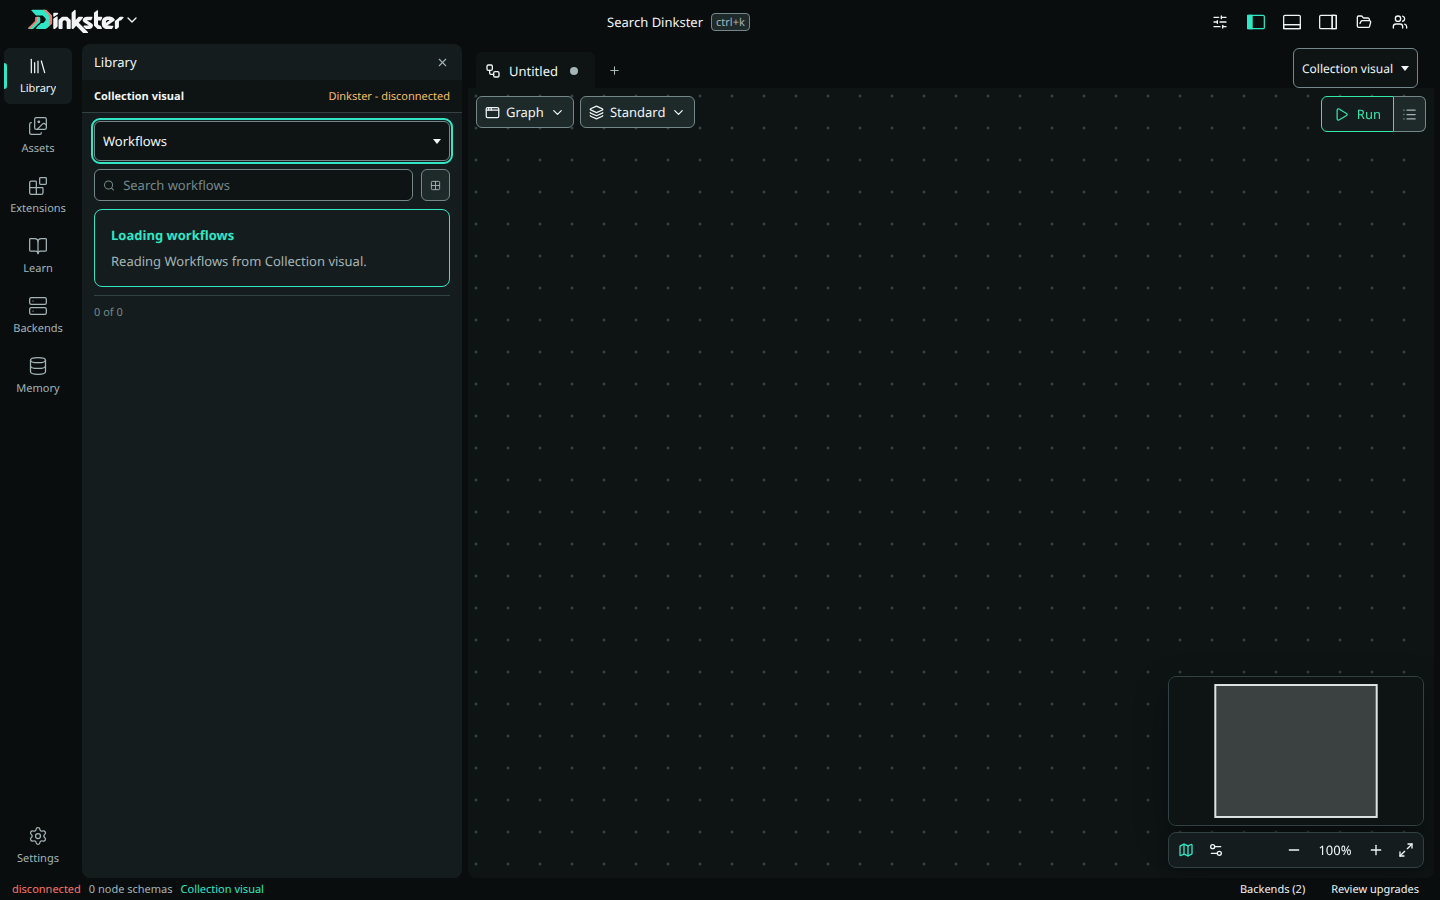 Dinkster
Search Dinkster ctrl+k
Library
Assets
Extensions
Learn
Backends
Memory
Settings
Library
Collection visual Dinkster - disconnected
Workflows
Search workflows
Loading workflows
Reading Workflows from Collection visual.
0 of 0
Untitled
Collection visual
Graph Standard
Run
100%
disconnected 0 node schemas Collection visual
Backends (2) Review upgrades